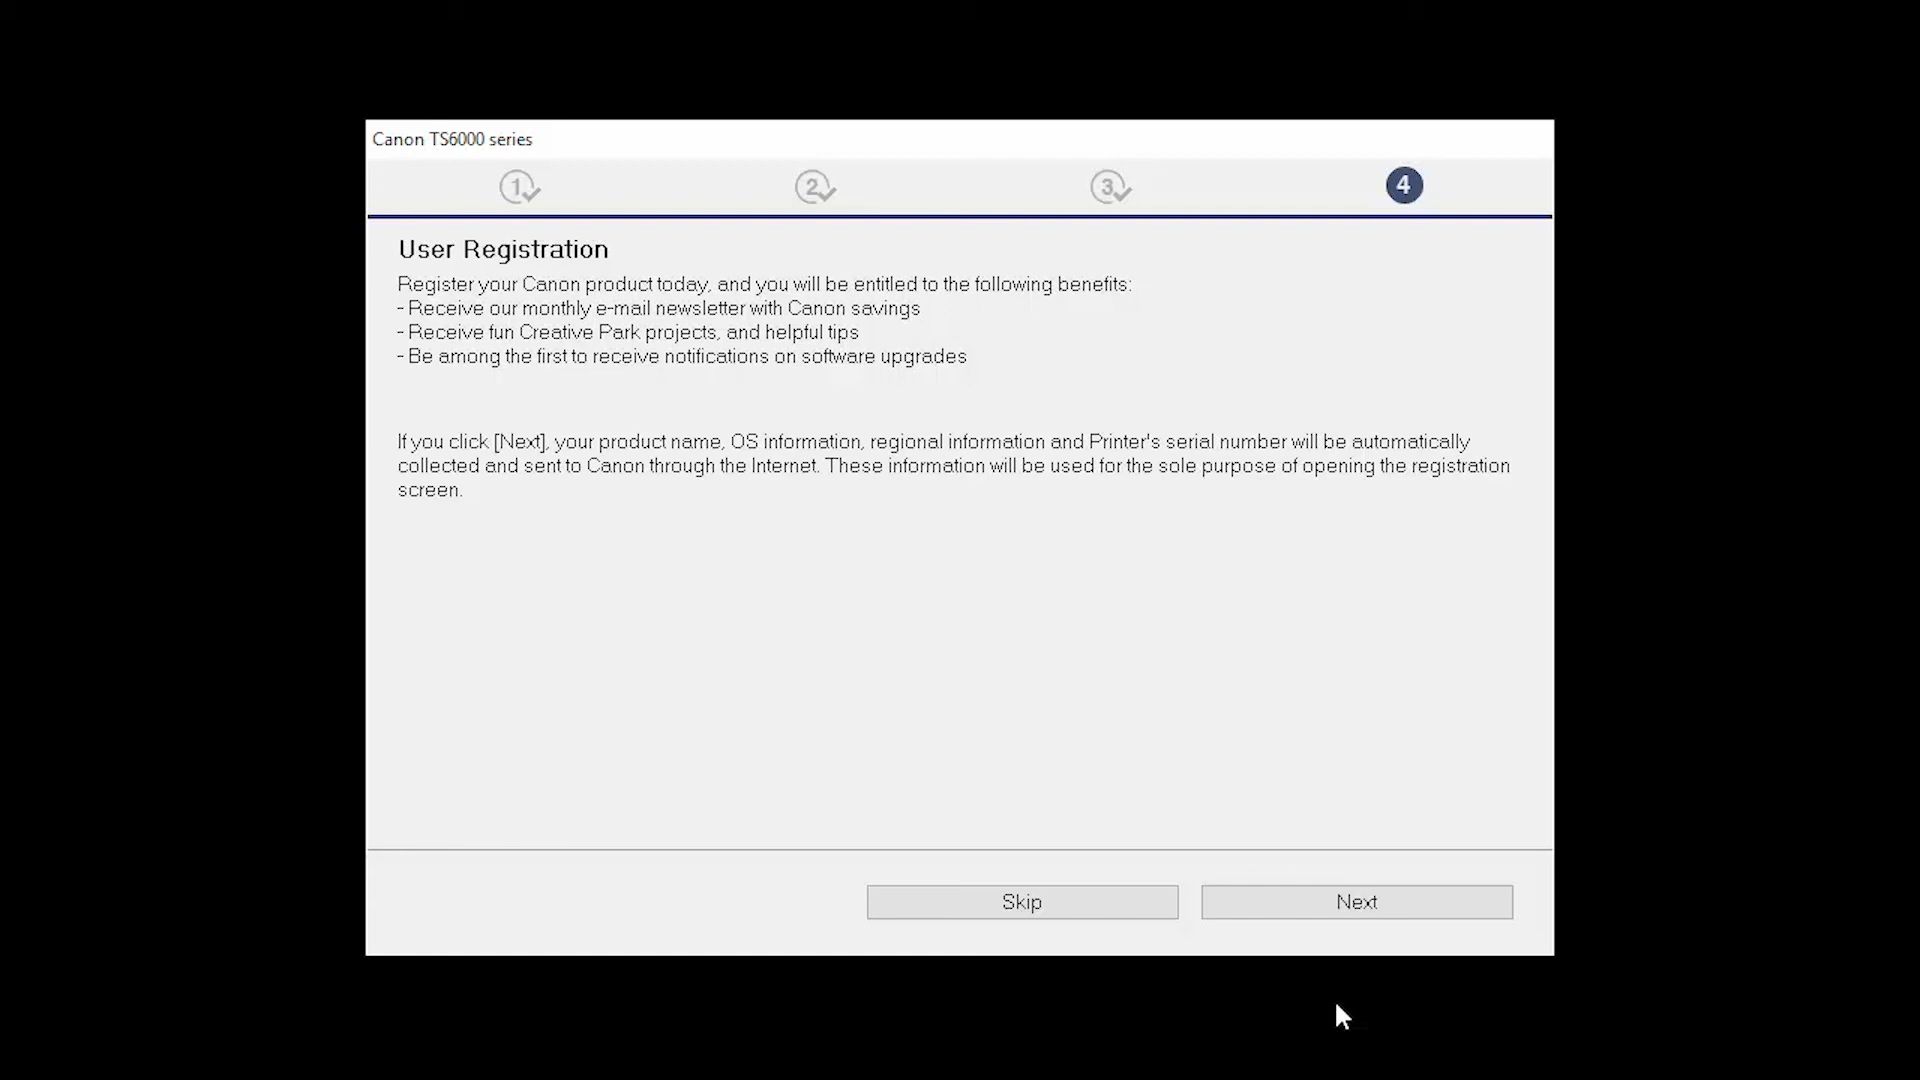 Canon TS6000 series
1 2 3 4
User Registration
Register your Canon product today, and you will be entitled to the following benefits:
- Receive our monthly e-mail newsletter with Canon savings
- Receive fun Creative Park projects, and helpful tips
- Be among the first to receive notifications on software upgrades
If you click [Next], your product name, OS information, regional information and Printer's serial number will be automatically
collected and sent to Canon through the Internet. These information will be used for the sole purpose of opening the registration
screen.
Skip Next